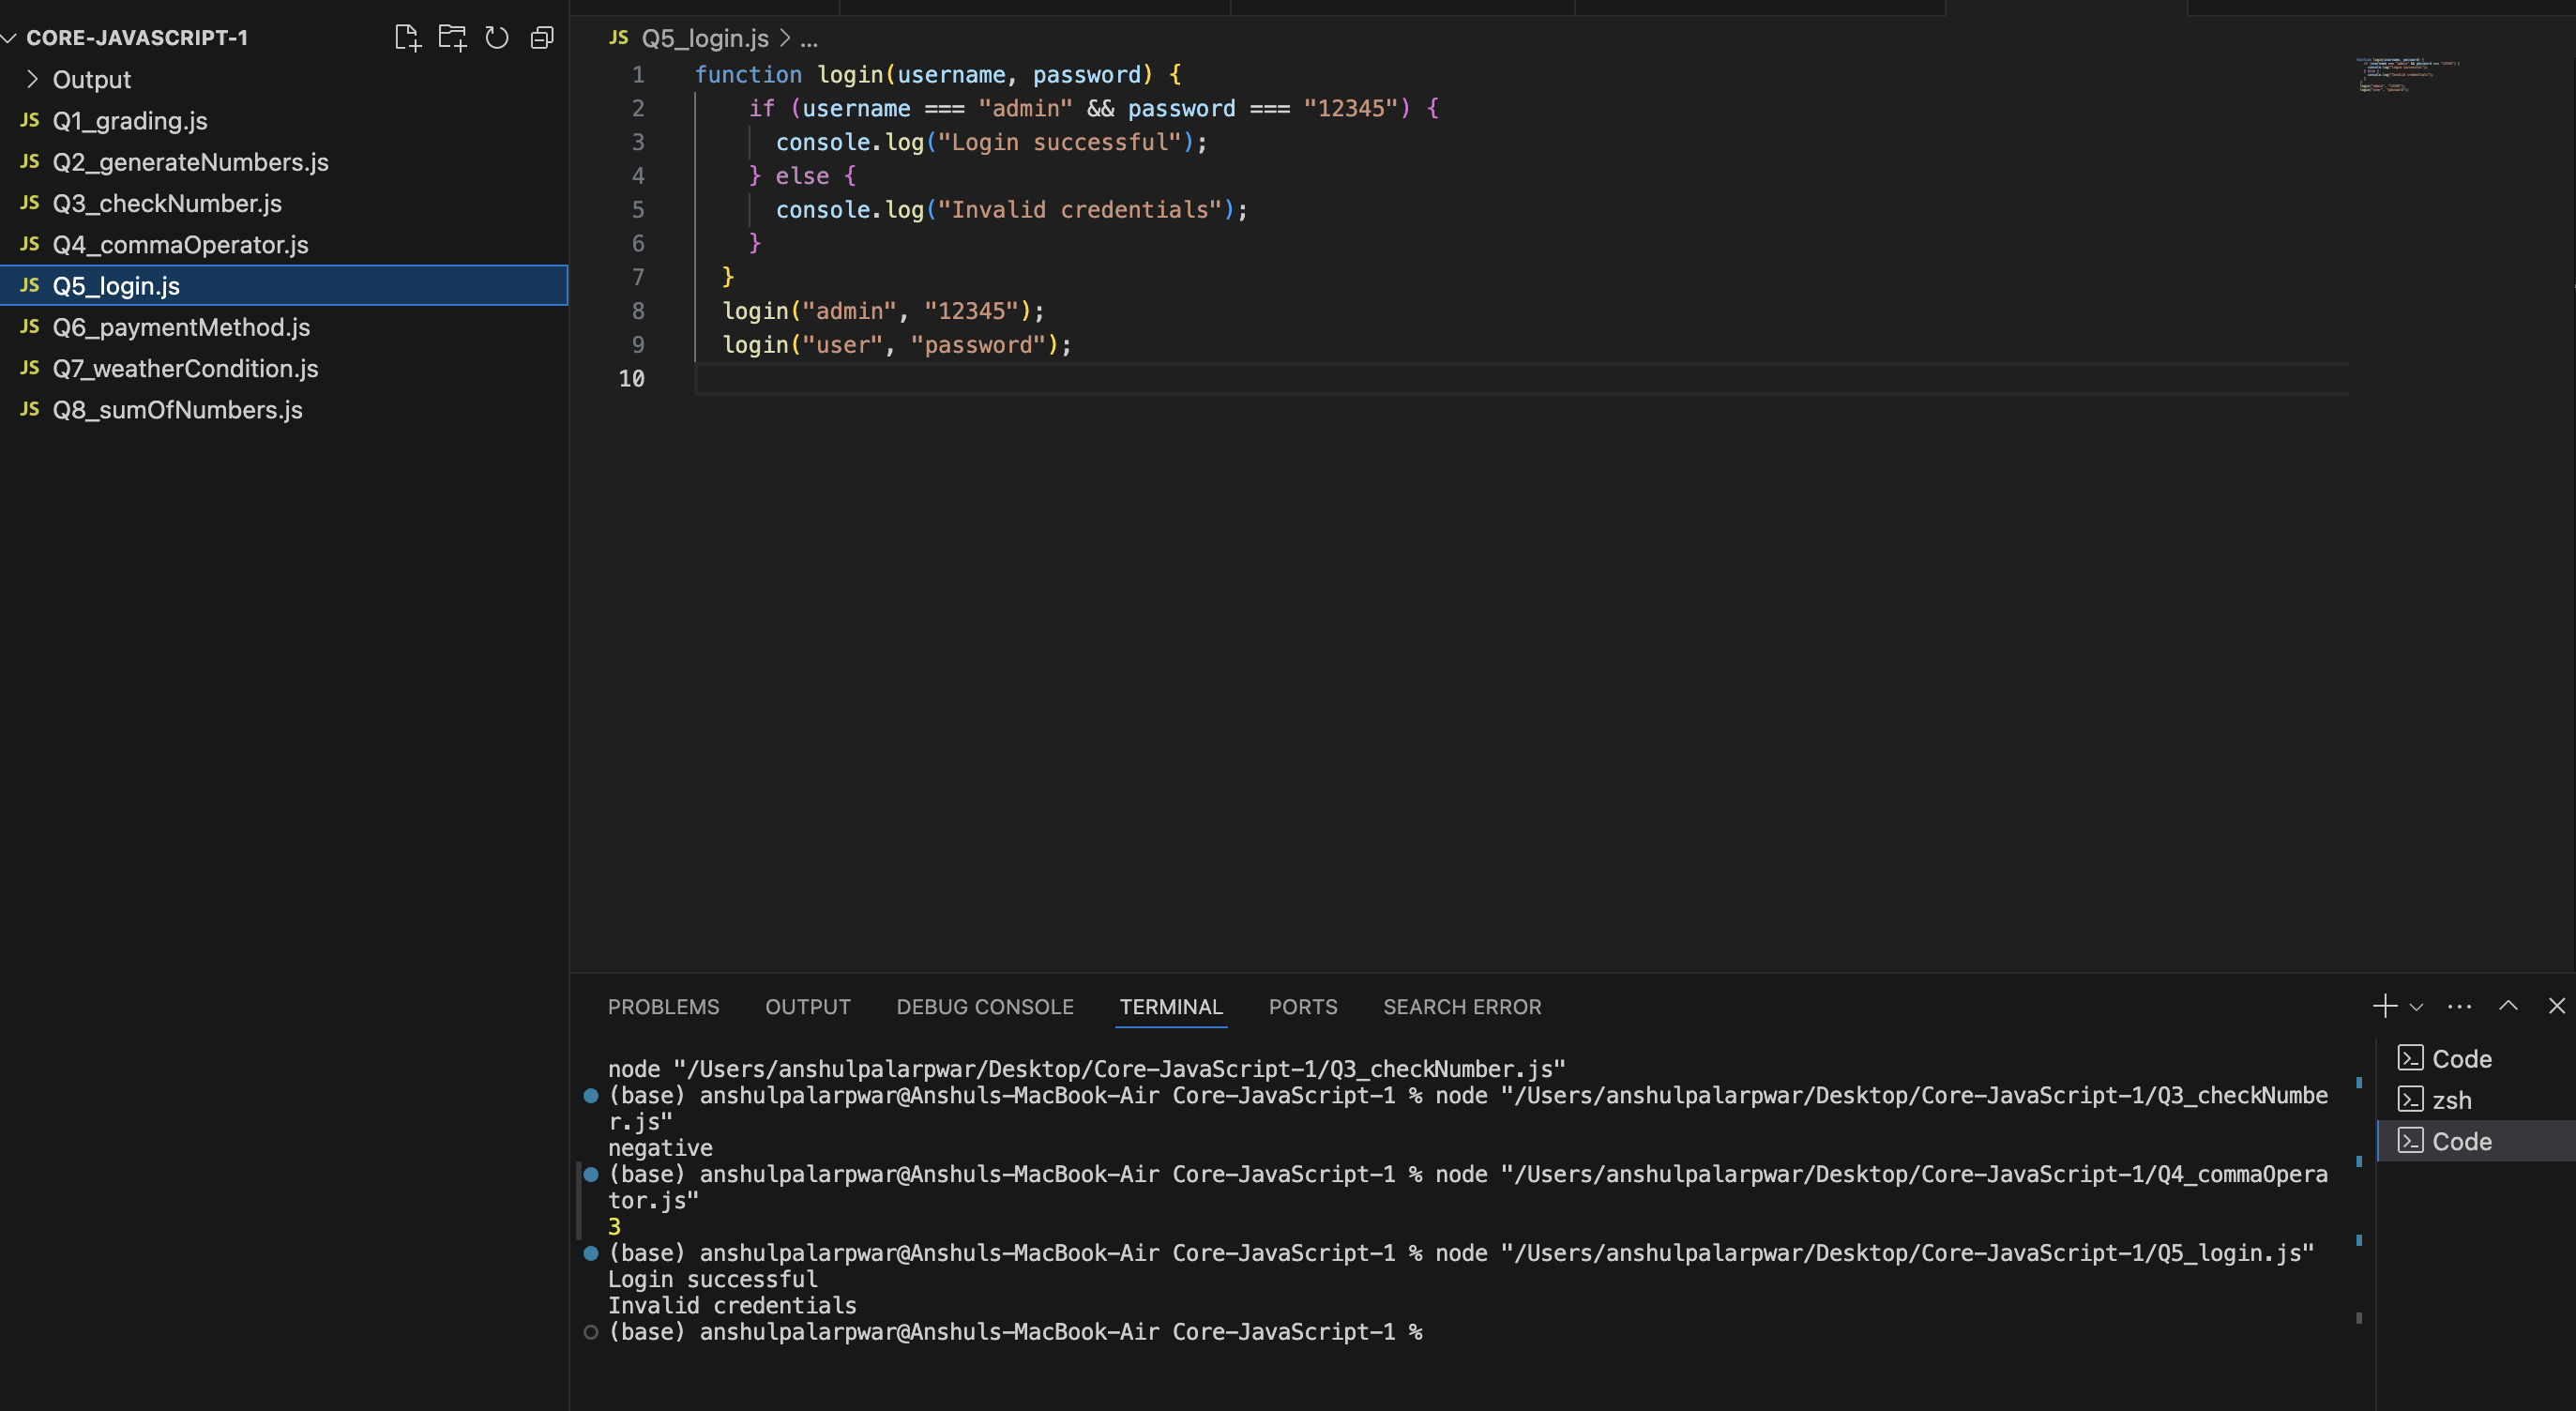 CORE-JAVASCRIPT-1
Output
JS Q1_grading.js
JS Q2_generateNumbers.js
JS Q3_checkNumber.js
JS Q4_commaOperator.js
JS Q5_login.js
JS Q6_paymentMethod.js
JS Q7_weatherCondition.js
JS Q8_sumOfNumbers.js
JS Q5_login.js > ...
1 function login(username, password) {
2 if (username === "admin" && password === "12345") {
3 console.log("Login successful");
4 } else {
5 console.log("Invalid credentials");
6 }
7 }
8 login("admin", "12345");
9 login("user", "password");
10
PROBLEMS OUTPUT DEBUG CONSOLE TERMINAL PORTS SEARCH ERROR
node "/Users/anshulpalarpwar/Desktop/Core-JavaScript-1/Q3_checkNumber.js"
(base) anshulpalarpwar@Anshuls-MacBook-Air Core-JavaScript-1 % node "/Users/anshulpalarpwar/Desktop/Core-JavaScript-1/Q3_checkNumbe
r.js"
negative
(base) anshulpalarpwar@Anshuls-MacBook-Air Core-JavaScript-1 % node "/Users/anshulpalarpwar/Desktop/Core-JavaScript-1/Q4_commaOpera
tor.js"
3
(base) anshulpalarpwar@Anshuls-MacBook-Air Core-JavaScript-1 % node "/Users/anshulpalarpwar/Desktop/Core-JavaScript-1/Q5_login.js"
Login successful
Invalid credentials
(base) anshulpalarpwar@Anshuls-MacBook-Air Core-JavaScript-1 %
Code
zsh
Code